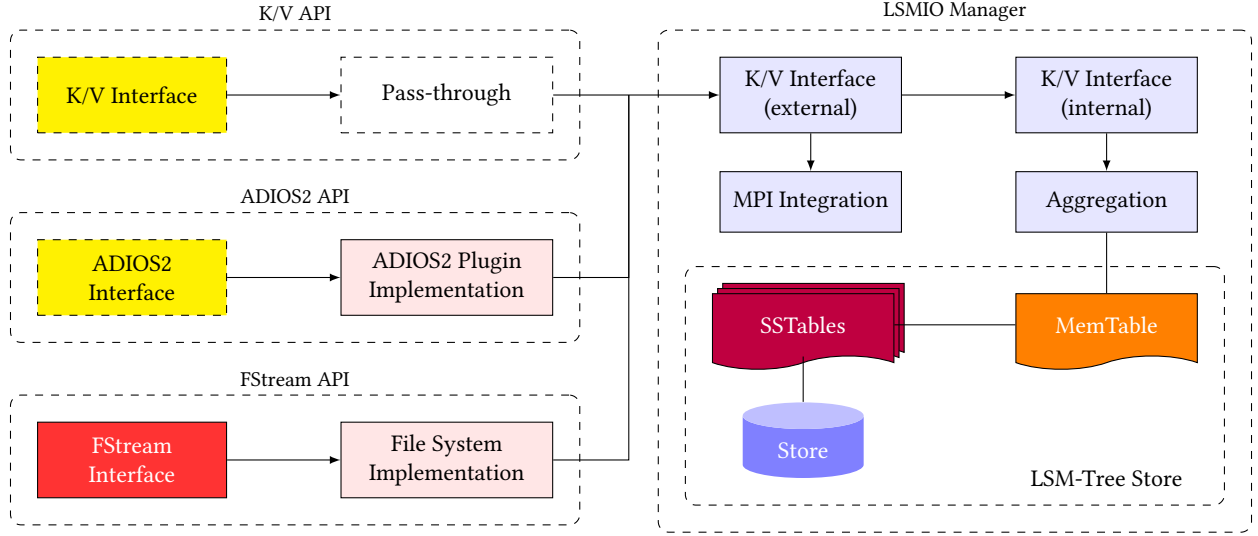 K/V API
K/V Interface
Pass-through
ADIOS2 API
ADIOS2
Interface
ADIOS2 Plugin
Implementation
FStream API
FStream
Interface
File System
Implementation
LSMIO Manager
K/V Interface
(external)
K/V Interface
(internal)
MPI Integration
Aggregation
SSTables
MemTable
Store
LSM-Tree Store